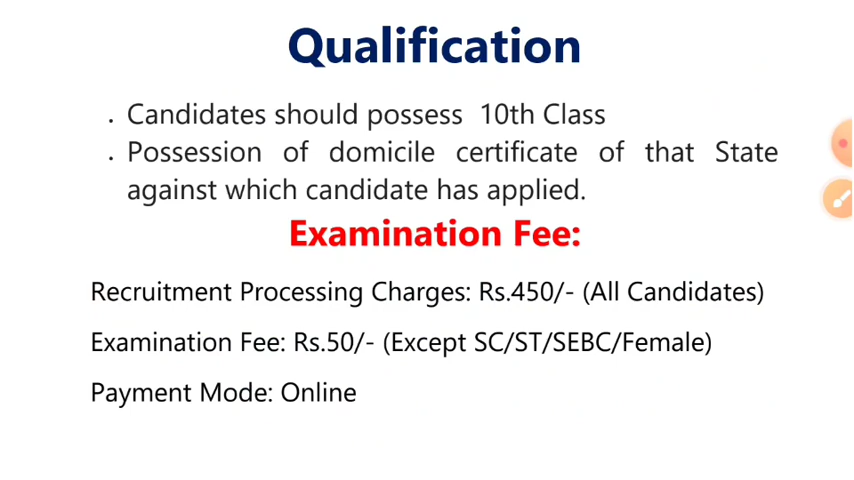 Qualification
• Candidates should possess 10th Class
• Possession of domicile certificate of that State
against which candidate has applied.
Examination Fee:
Recruitment Processing Charges: Rs.450/- (All Candidates)
Examination Fee: Rs.50/- (Except SC/ST/SEBC/Female)
Payment Mode: Online